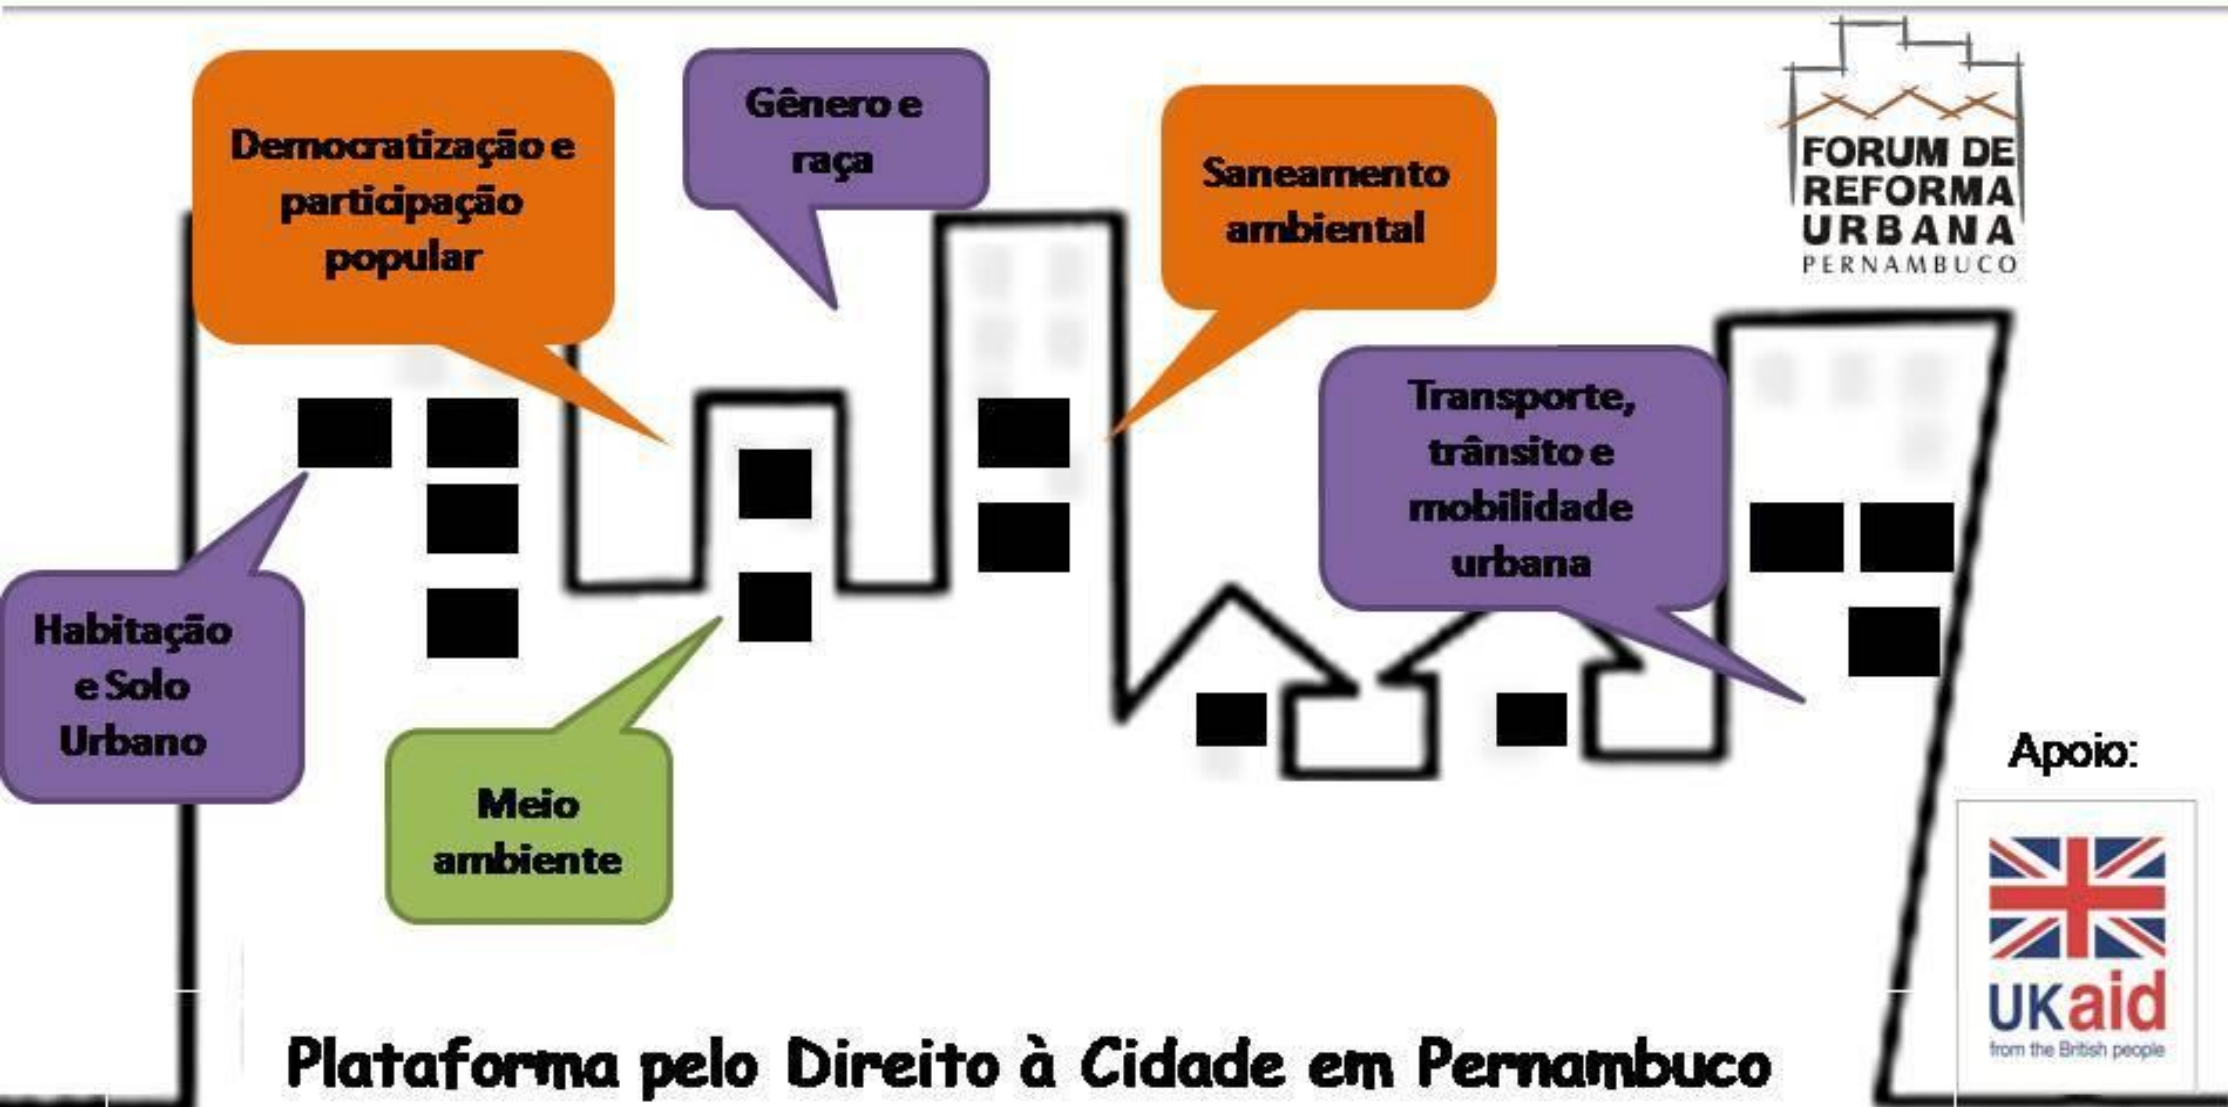 Democratização e
participação
popular
Gênero e
raça
Saneamento
ambiental
FORUM DE
REFORMA
URBANA
PERNAMBUCO
Transporte,
trânsito e
mobilidade
urbana
Habitação
e Solo
Urbano
Meio
ambiente
Apoio:
UKaid
from the British people
Plataforma pelo Direito à Cidade em Pernambuco